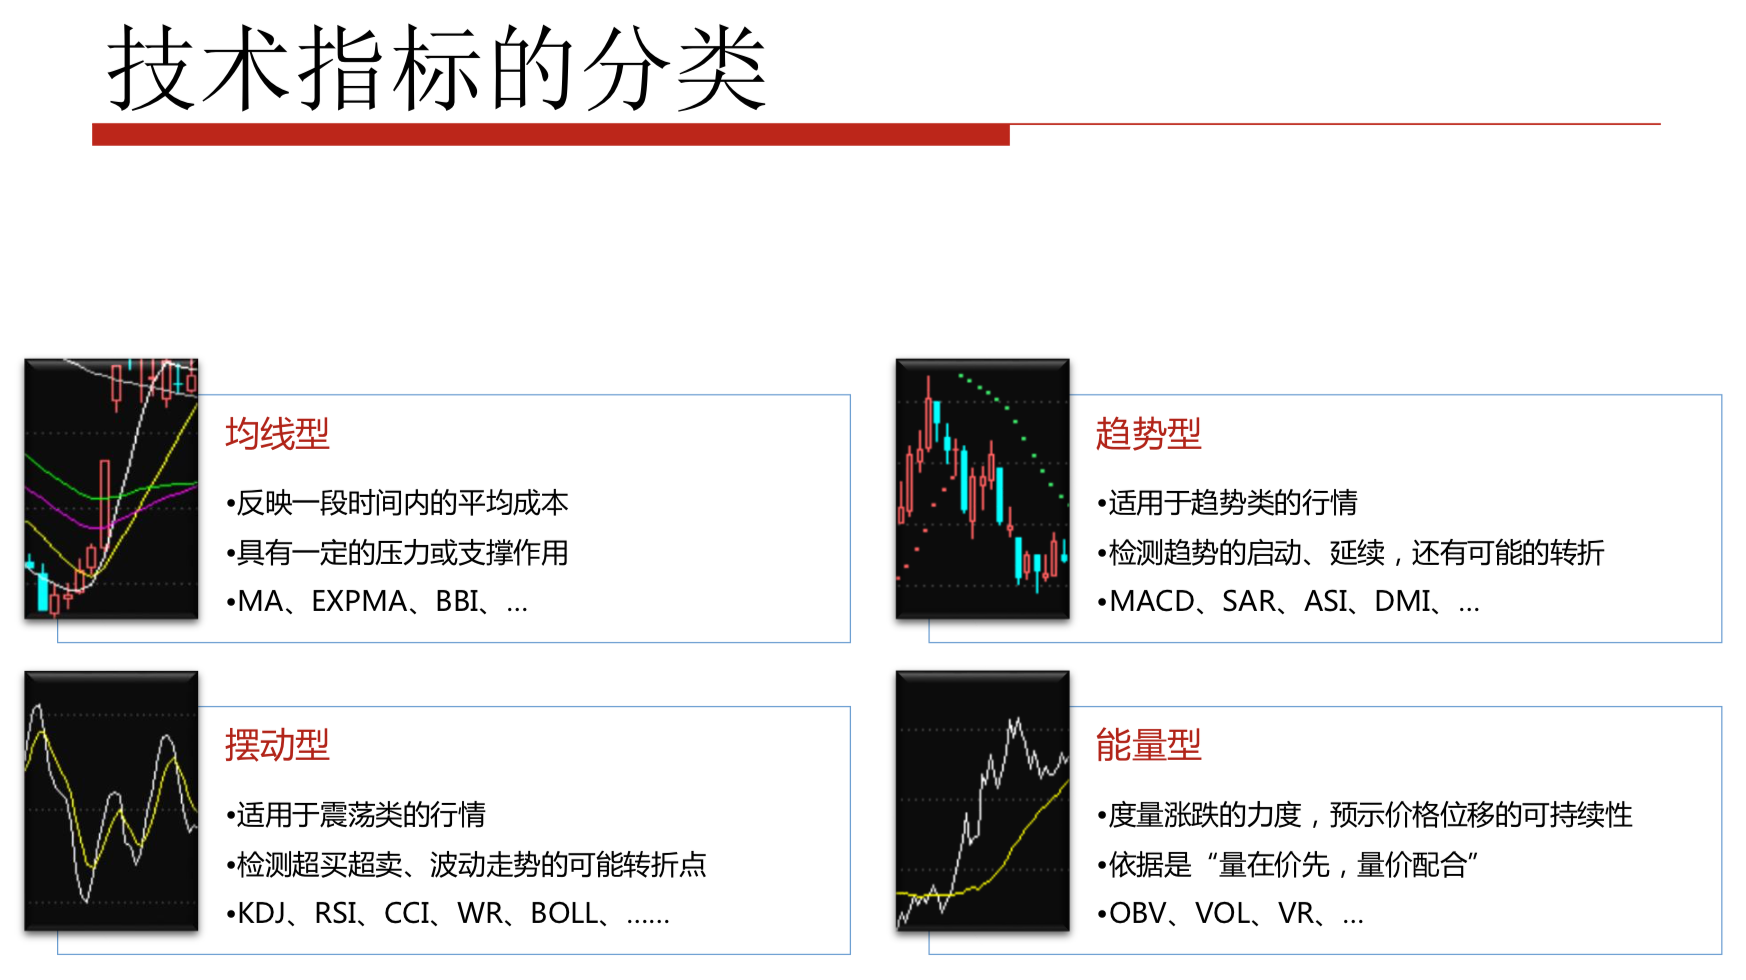 技术指标的分类
均线型
•反映一段时间内的平均成本
•具有一定的压力或支撑作用
•MA、EXPMA、BBI、...
趋势型
•适用于趋势类的行情
•检测趋势的启动、延续，还有可能的转折
•MACD、SAR、ASI、DMI、...
摆动型
•适用于震荡类的行情
•检测超买超卖、波动走势的可能转折点
•KDJ、RSI、CCI、WR、BOLL、......
能量型
•度量涨跌的力度，预示价格位移的可持续性
•依据是“量在价先，量价配合”
•OBV、VOL、VR、...